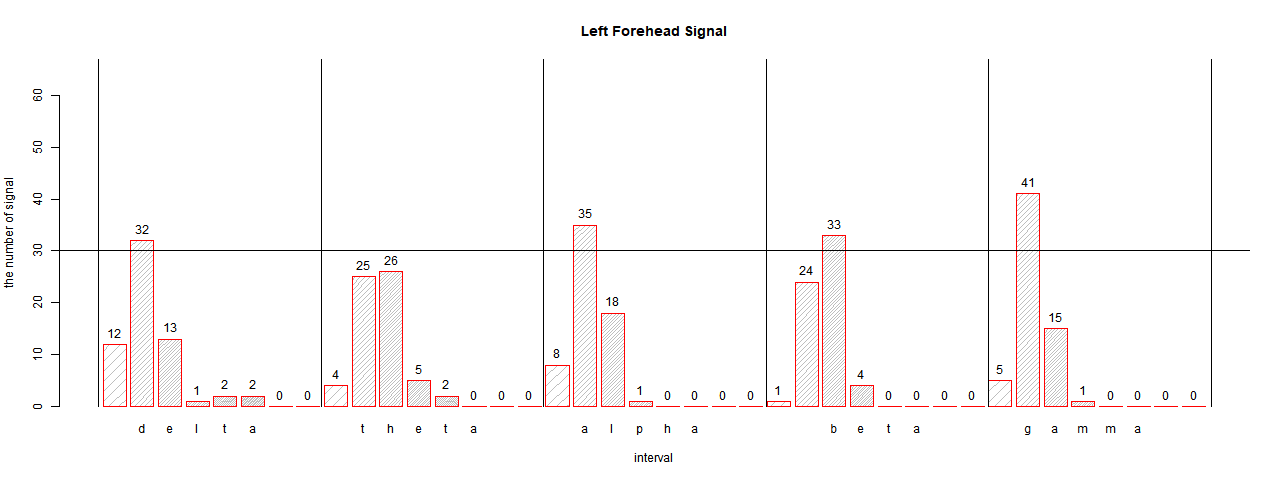 Left Forehead Signal
the number of signal
60
50
40
30
20
10
0
12 32 13 1 2 2 0 0
4 25 26 5 2 0 0 0
8 35 18 1 0 0 0 0
1 24 33 4 0 0 0 0
5 41 15 1 0 0 0 0
d e l t a t h e t a a l p h a b e t a g a m m a
interval